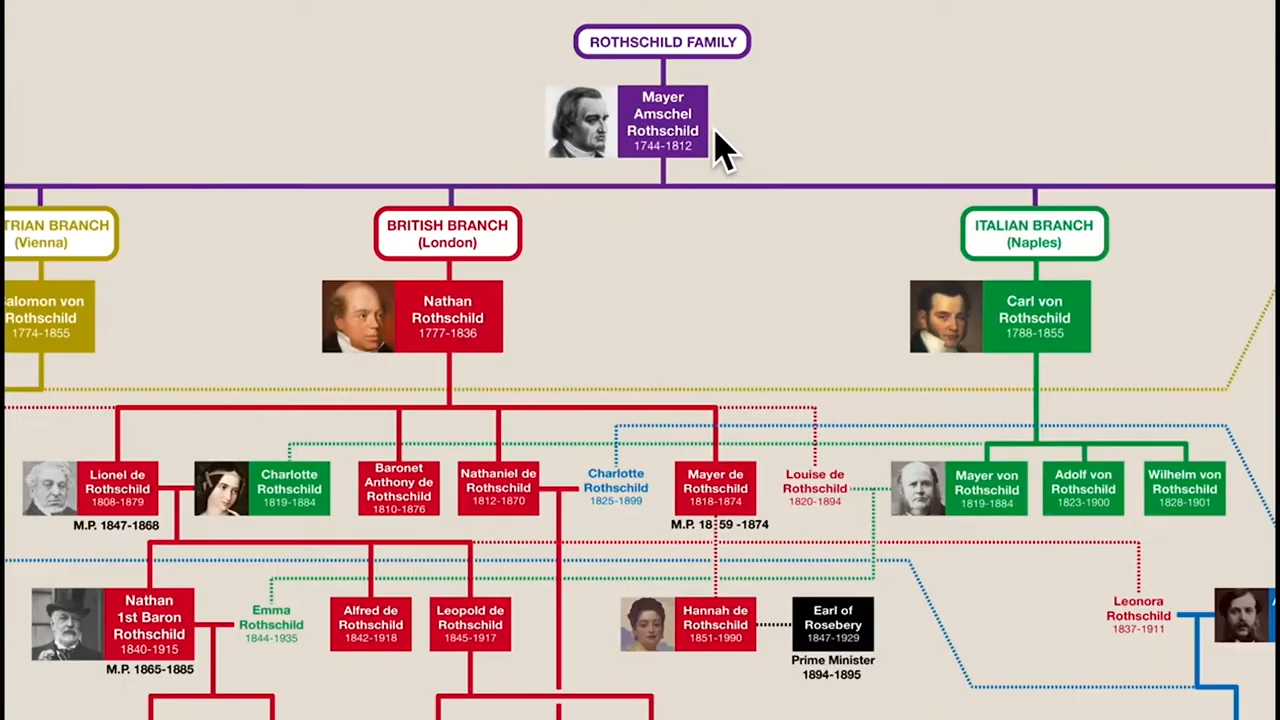 ROTHSCHILD FAMILY
Mayer
Amschel
Rothschild
1744-1812
TRIAN BRANCH
(Vienna)
BRITISH BRANCH
(London)
ITALIAN BRANCH
(Naples)
alomon von
Rothschild
1774-1855
Nathan
Rothschild
1777-1836
Carl von
Rothschild
1788-1855
Lionel de
Rothschild
1808-1879
M.P. 1847-1868
Charlotte
Rothschild
1819-1884
Baronet
Anthony de
Rothschild
1810-1876
Nathaniel de
Rothschild
1812-1870
Charlotte
Rothschild
1825-1899
Mayer de
Rothschild
1818-1874
M.P. 1859 -1874
Louise de
Rothschild
1820-1894
Mayer von
Rothschild
1819-1884
Adolf von
Rothschild
1823-1900
Wilhelm von
Rothschild
1828-1901
Nathan
1st Baron
Rothschild
1840-1915
M.P. 1865-1885
Emma
Rothschild
1844-1935
Alfred de
Rothschild
1842-1918
Leopold de
Rothschild
1845-1917
Hannah de
Rothschild
1851-1990
Earl of
Rosebery
1847-1929
Prime Minister
1894-1895
Leonora
Rothschild
1837-1911